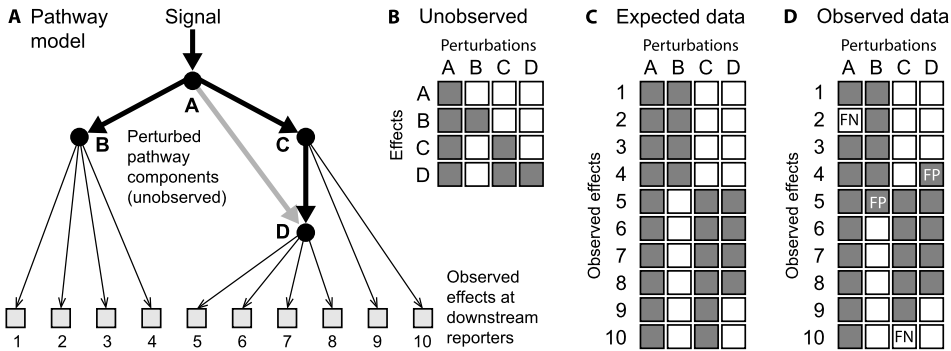 A Pathway model
Signal
A
B
C
D
Perturbed
pathway
components
(unobserved)
Observed
effects at
downstream
reporters
1 2 3 4 5 6 7 8 9 10
B Unobserved
Perturbations
A B C D
Effects
A
B
C
D
C Expected data
Perturbations
A B C D
Observed effects
1
2
3
4
5
6
7
8
9
10
D Observed data
Perturbations
A B C D
Observed effects
1
2 FN
3
4 FP
5 FP
6
7
8
9
10 FN